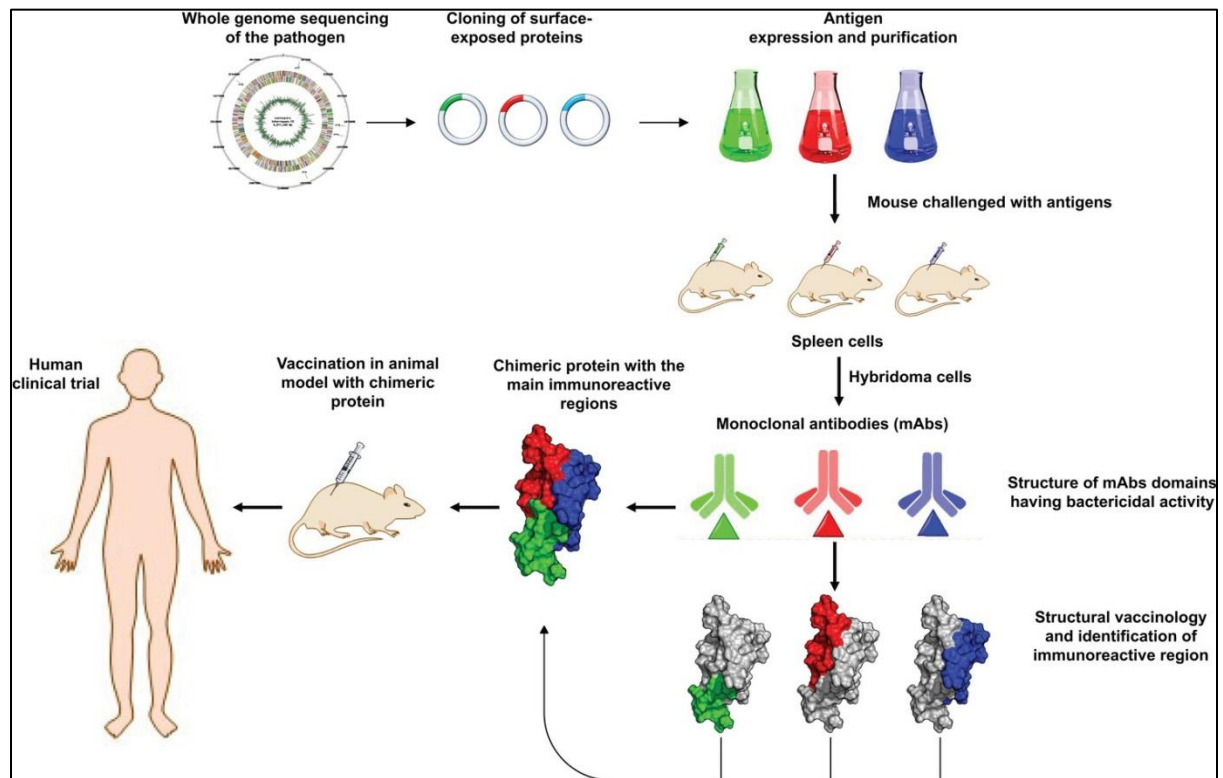 Whole genome sequencing
of the pathogen
Cloning of surface-
exposed proteins
Antigen
expression and purification
Mouse challenged with antigens
Spleen cells
Hybridoma cells
Monoclonal antibodies (mAbs)
Structure of mAbs domains
having bactericidal activity
Structural vaccinology
and identification of
immunoreactive region
Chimeric protein with the
main immunoreactive
regions
Vaccination in animal
model with chimeric
protein
Human
clinical trial